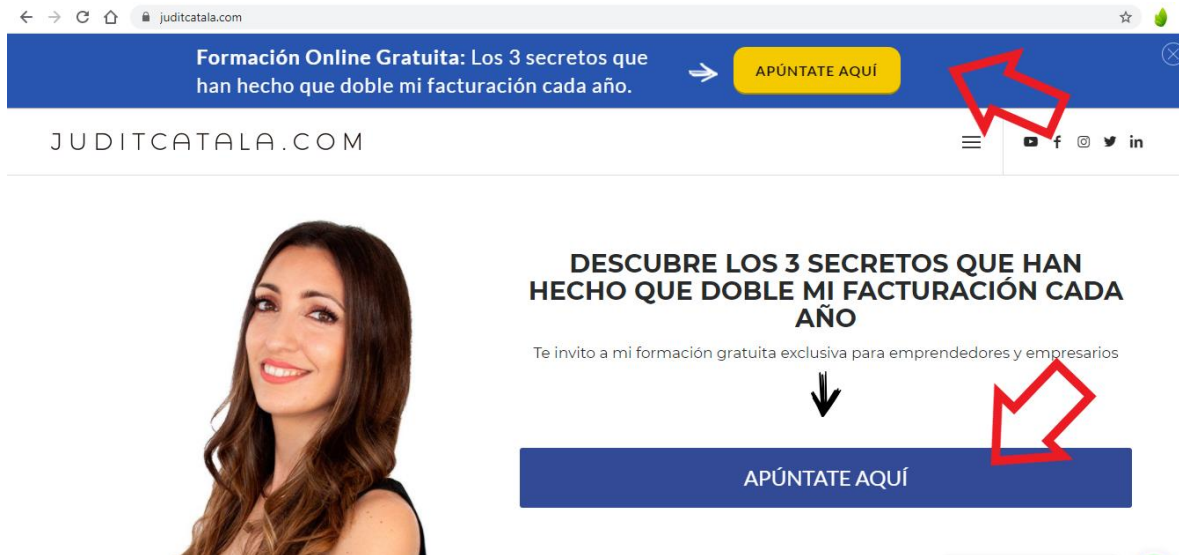 juditcatala.com
Formación Online Gratuita: Los 3 secretos que
han hecho que doble mi facturación cada año.
APÚNTATE AQUÍ
JUDITCATALA.COM
DESCUBRE LOS 3 SECRETOS QUE HAN
HECHO QUE DOBLE MI FACTURACIÓN CADA
AÑO
Te invito a mi formación gratuita exclusiva para emprendedores y empresarios
APÚNTATE AQUÍ